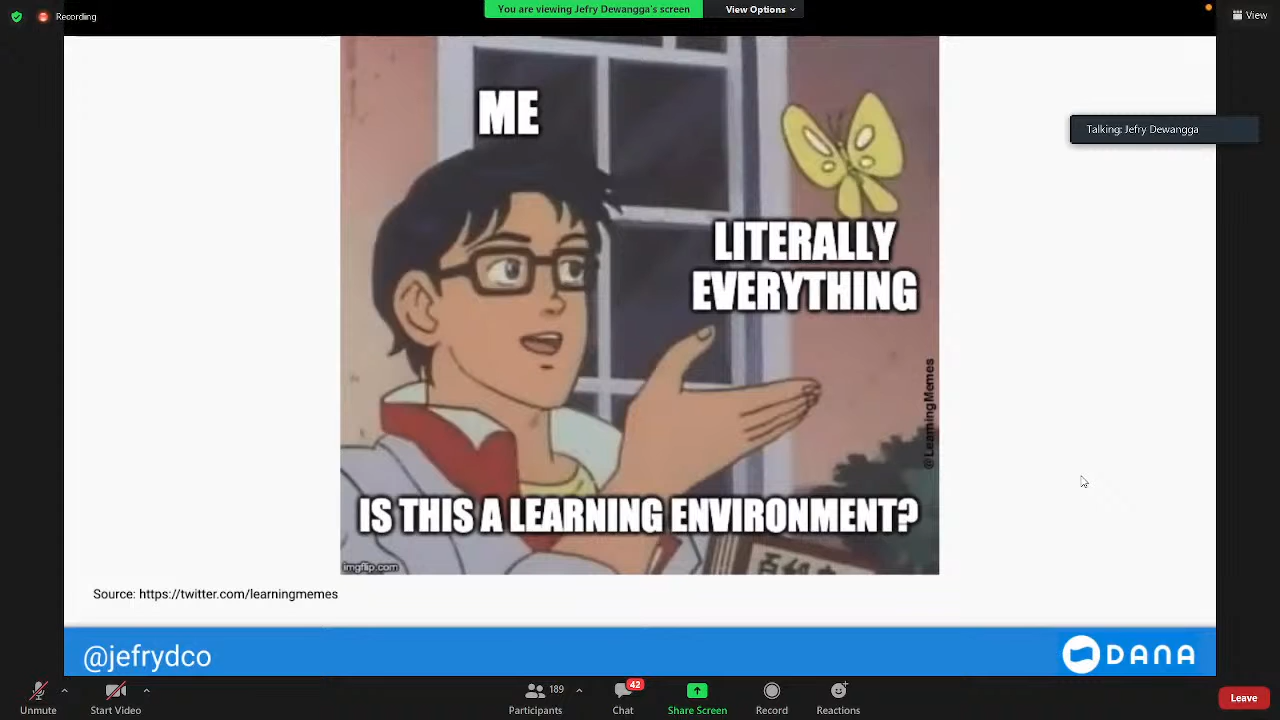 Recording
You are viewing Jefry Dewangga's screen
View Options
View
ME
Talking: Jefry Dewangga
LITERALLY
EVERYTHING
@LearningMemes
IS THIS A LEARNING ENVIRONMENT?
imgflip.com
Source: https://twitter.com/learningmemes
@jefrydco
DANA
Unmute
Start Video
189
Participants
42
Chat
Share Screen
Record
Reactions
Leave